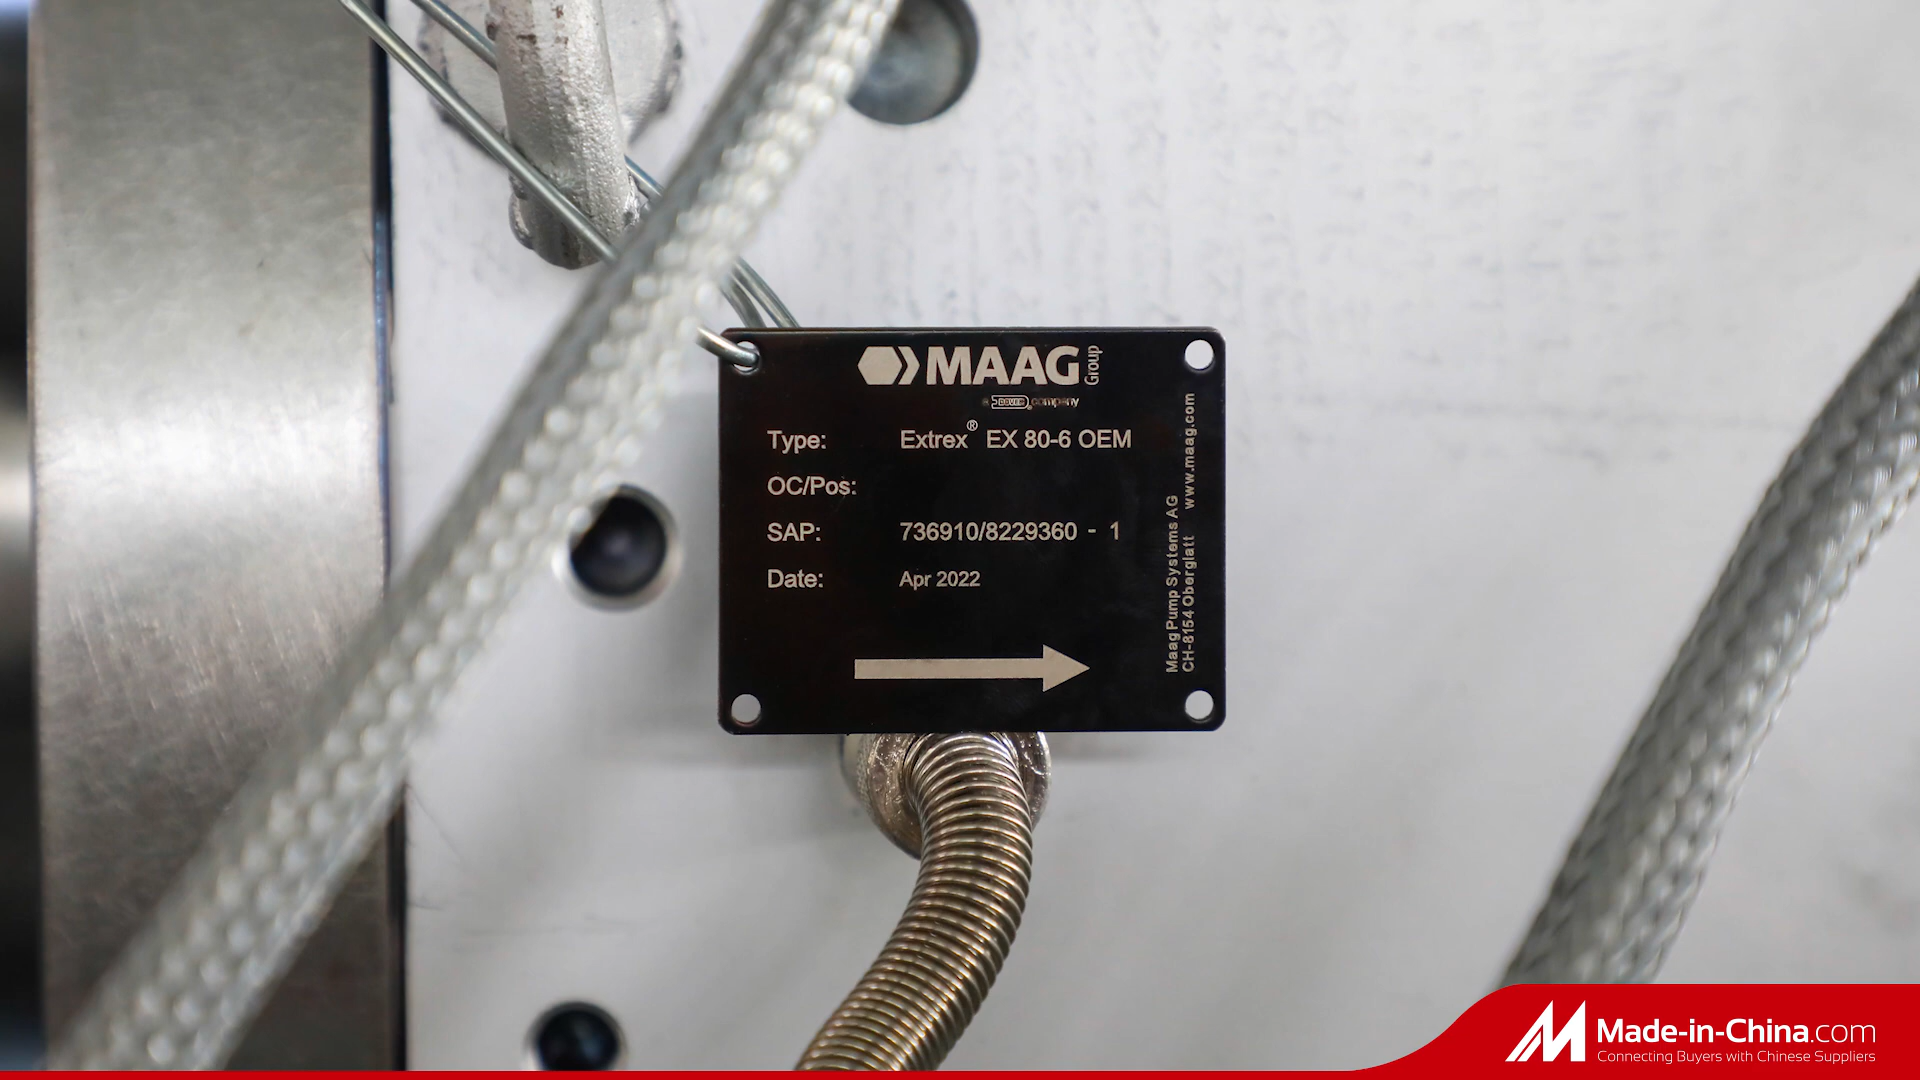 MAAG Group
a DOVER company
Type: Extrex® EX 80-6 OEM
OC/Pos:
SAP: 736910/8229360 - 1
Date: Apr 2022
Maag Pump Systems AG
CH-8154 Oberglatt www.maag.com
Made-in-China.com
Connecting Buyers with Chinese Suppliers